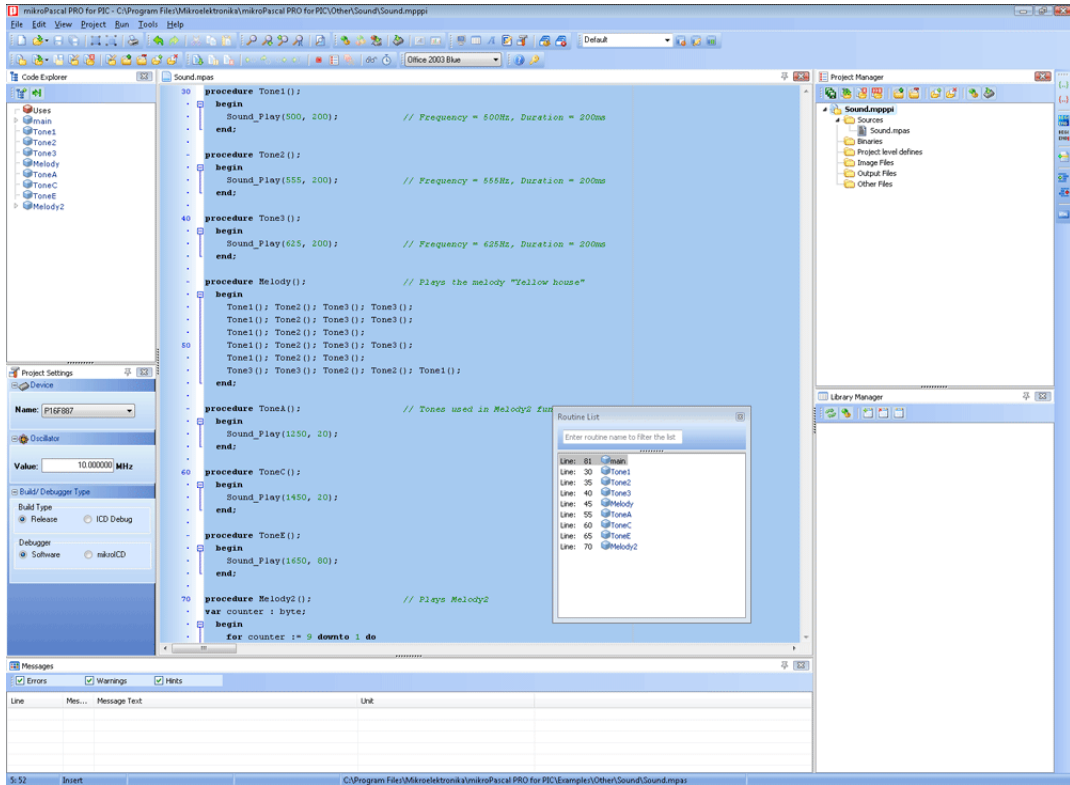 mikroPascal PRO for PIC - C:\Program Files\Mikroelektronika\mikroPascal PRO for PIC\Other\Sound\Sound.mpppi
File Edit View Project Run Tools Help
Default
Office 2003 Blue
Code Explorer
Uses
main
Tone1
Tone2
Tone3
Melody
ToneA
ToneC
ToneE
Melody2
Project Settings
Device
Name: P16F887
Oscillator
Value: 10.000000 MHz
Build/ Debugger Type
Build Type
Release ICD Debug
Debugger
Software mikroICD
Sound.mpas
30 procedure Tone1();
begin
Sound_Play(500, 200); // Frequency = 500Hz, Duration = 200ms
end;
procedure Tone2();
begin
Sound_Play(555, 200); // Frequency = 555Hz, Duration = 200ms
end;
40 procedure Tone3();
begin
Sound_Play(625, 200); // Frequency = 625Hz, Duration = 200ms
end;
procedure Melody(); // Plays the melody "Yellow house"
begin
Tone1(); Tone2(); Tone3(); Tone3();
Tone1(); Tone2(); Tone3(); Tone3();
Tone1(); Tone2(); Tone3();
50 Tone1(); Tone2(); Tone3(); Tone3();
Tone1(); Tone2(); Tone3();
Tone3(); Tone3(); Tone2(); Tone2(); Tone1();
end;
procedure ToneA(); // Tones used in Melody2 fun
begin
Sound_Play(1250, 20);
end;
60 procedure ToneC();
begin
Sound_Play(1450, 20);
end;
procedure ToneE();
begin
Sound_Play(1650, 80);
end;
70 procedure Melody2(); // Plays Melody2
var counter : byte;
begin
for counter := 9 downto 1 do
Routine List
Enter routine name to filter the list
Line: 81 main
Line: 30 Tone1
Line: 35 Tone2
Line: 40 Tone3
Line: 45 Melody
Line: 55 ToneA
Line: 60 ToneC
Line: 65 ToneE
Line: 70 Melody2
Project Manager
Sound.mpppi
Sources
Sound.mpas
Binaries
Project level defines
Image Files
Output Files
Other Files
Library Manager
Messages
Errors Warnings Hints
Line Mes... Message Text Unit
5: 52 Insert C:\Program Files\Mikroelektronika\mikroPascal PRO for PIC\Examples\Other\Sound\Sound.mpas